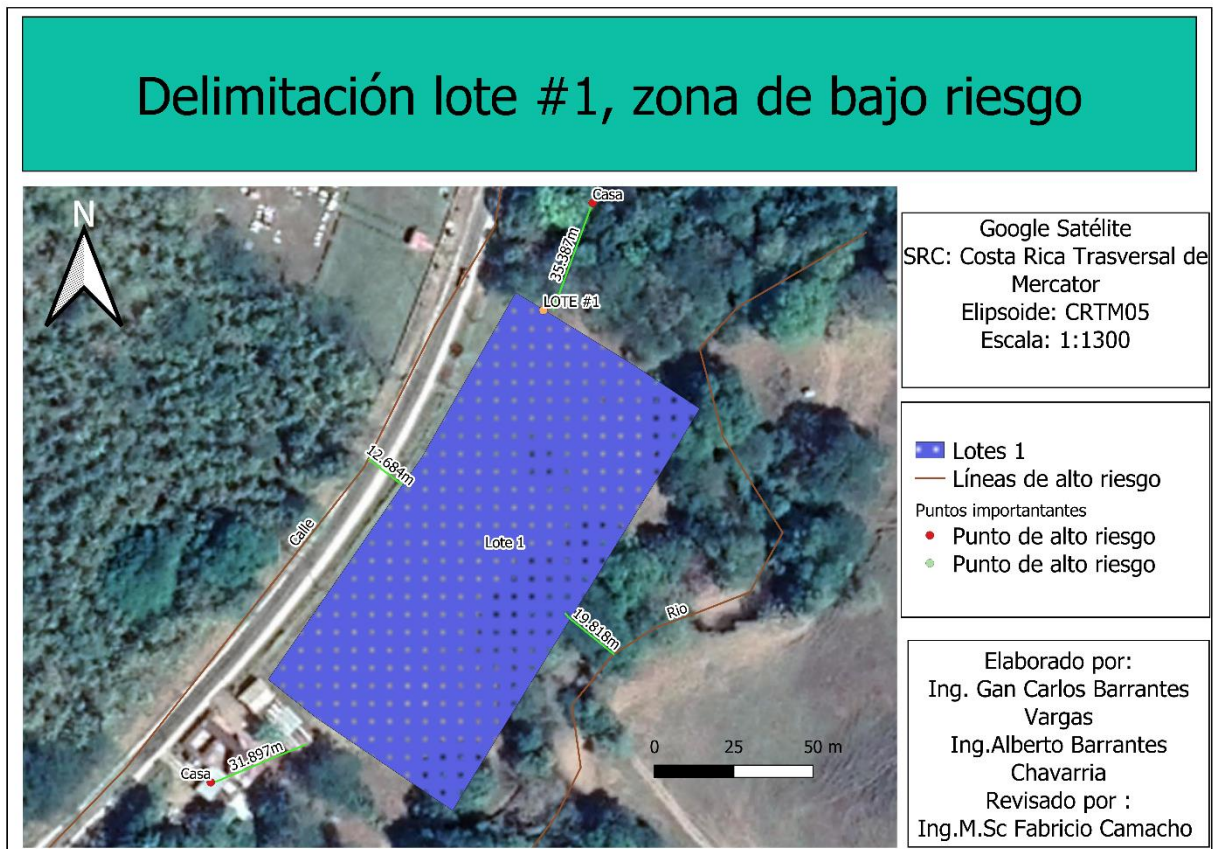 Delimitación lote #1, zona de bajo riesgo
N
Casa
35.387m
LOTE #1
12.684m
Calle
Lote 1
19.818m
Rio
31.897m
Casa
0 25 50 m
Google Satélite
SRC: Costa Rica Trasversal de
Mercator
Elipsoide: CRTM05
Escala: 1:1300
Lotes 1
Líneas de alto riesgo
Puntos importantantes
Punto de alto riesgo
Punto de alto riesgo
Elaborado por:
Ing. Gan Carlos Barrantes
Vargas
Ing.Alberto Barrantes
Chavarria
Revisado por :
Ing.M.Sc Fabricio Camacho